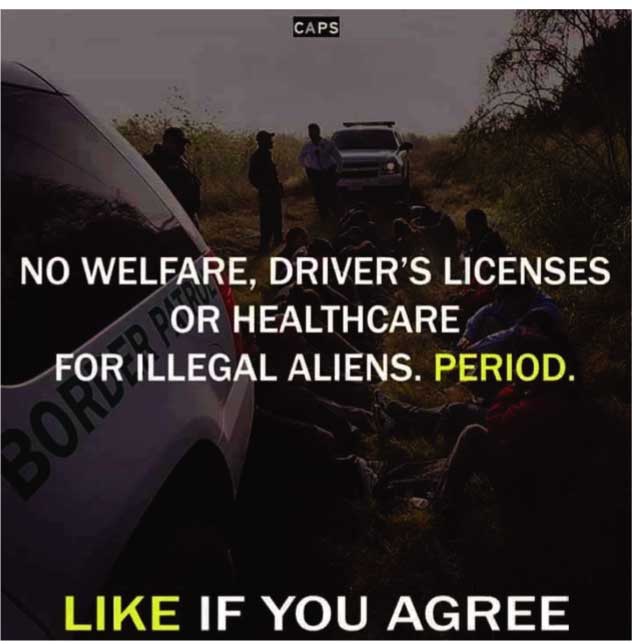 CAPS
NO WELFARE, DRIVER'S LICENSES
OR HEALTHCARE
FOR ILLEGAL ALIENS. PERIOD.
BORDER PATROL
LIKE IF YOU AGREE